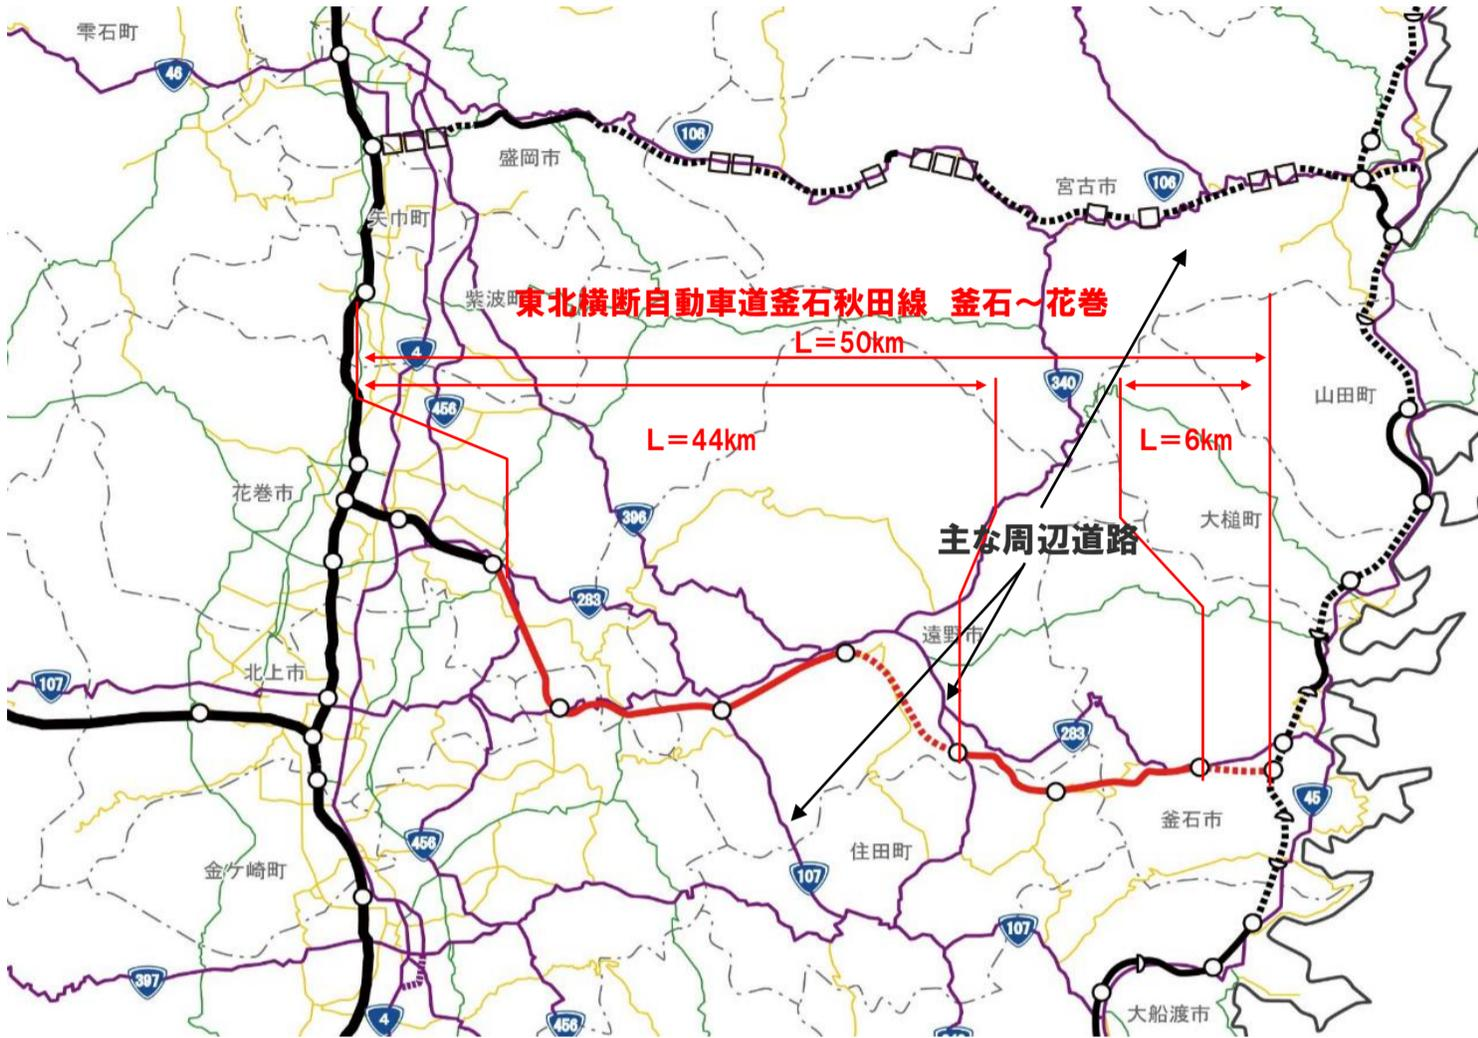 雫石町
46
106
盛岡市
宮古市
106
矢巾町
紫波町
東北横断自動車道釜石秋田線　釜石～花巻
L＝50km
4
340
山田町
456
L＝44km
L＝6km
花巻市
396
大槌町
主な周辺道路
283
遠野市
北上市
107
283
45
釜石市
456
住田町
金ケ崎町
107
107
397
大船渡市
4
456